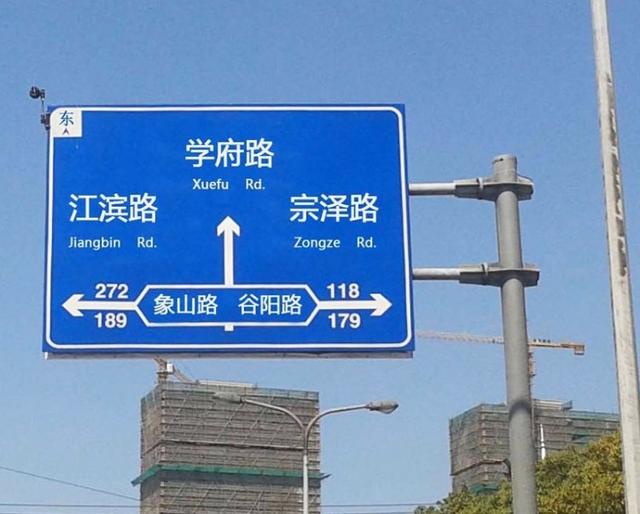 东
学府路
Xuefu Rd.
江滨路
Jiangbin Rd.
宗泽路
Zongze Rd.
272
189
象山路 谷阳路
118
179